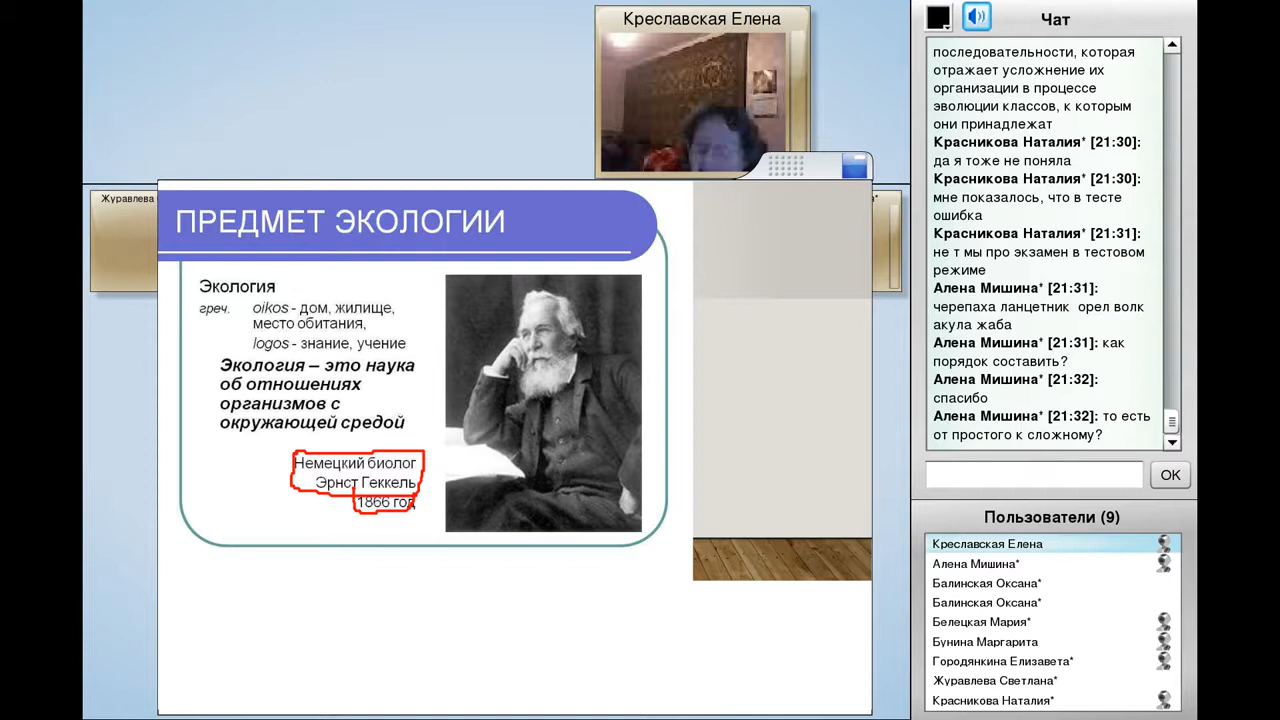 Креславская Елена
Журавлева
ПРЕДМЕТ ЭКОЛОГИИ
Экология
греч. oikos - дом, жилище,
место обитания,
logos - знание, учение
Экология – это наука
об отношениях
организмов с
окружающей средой
Немецкий биолог
Эрнст Геккель
1866 год
Чат
последовательности, которая
отражает усложнение их
организации в процессе
эволюции классов, к которым
они принадлежат
Красникова Наталия* [21:30]:
да я тоже не поняла
Красникова Наталия* [21:30]:
мне показалось, что в тесте
ошибка
Красникова Наталия* [21:31]:
не т мы про экзамен в тестовом
режиме
Алена Мишина* [21:31]:
черепаха ланцетник орел волк
акула жаба
Алена Мишина* [21:31]: как
порядок составить?
Алена Мишина* [21:32]:
спасибо
Алена Мишина* [21:32]: то есть
от простого к сложному?
OK
Пользователи (9)
Креславская Елена
Алена Мишина*
Балинская Оксана*
Балинская Оксана*
Белецкая Мария*
Бунина Маргарита
Городянкина Елизавета*
Журавлева Светлана*
Красникова Наталия*